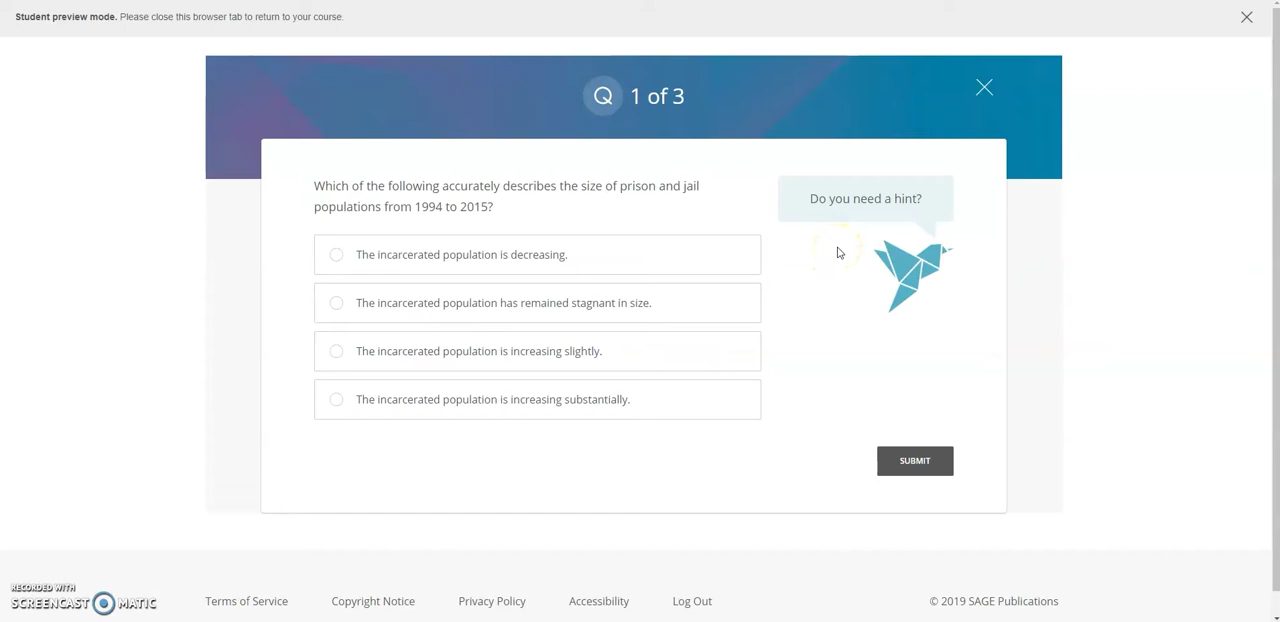 Student preview mode. Please close this browser tab to return to your course.
1 of 3
Which of the following accurately describes the size of prison and jail
populations from 1994 to 2015?
Do you need a hint?
The incarcerated population is decreasing.
The incarcerated population has remained stagnant in size.
The incarcerated population is increasing slightly.
The incarcerated population is increasing substantially.
SUBMIT
RECORDED WITH
SCREENCAST MATIC
Terms of Service Copyright Notice Privacy Policy Accessibility Log Out © 2019 SAGE Publications